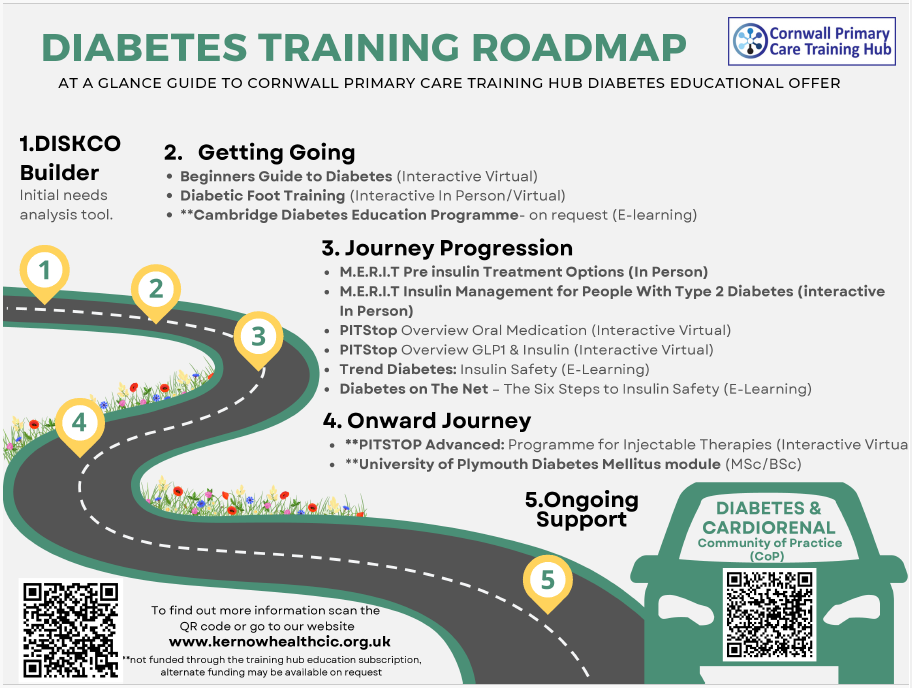 DIABETES TRAINING ROADMAP
Cornwall Primary
Care Training Hub
AT A GLANCE GUIDE TO CORNWALL PRIMARY CARE TRAINING HUB DIABETES EDUCATIONAL OFFER
1.DISKCO
Builder
Initial needs
analysis tool.
2. Getting Going
• Beginners Guide to Diabetes (Interactive Virtual)
• Diabetic Foot Training (Interactive In Person/Virtual)
• **Cambridge Diabetes Education Programme- on request (E-learning)
3. Journey Progression
• M.E.R.I.T Pre insulin Treatment Options (In Person)
• M.E.R.I.T Insulin Management for People With Type 2 Diabetes (interactive
In Person)
• PITStop Overview Oral Medication (Interactive Virtual)
• PITStop Overview GLP1 & Insulin (Interactive Virtual)
• Trend Diabetes: Insulin Safety (E-Learning)
• Diabetes on The Net – The Six Steps to Insulin Safety (E-Learning)
4. Onward Journey
• **PITSTOP Advanced: Programme for Injectable Therapies (Interactive Virtua
• **University of Plymouth Diabetes Mellitus module (MSc/BSc)
5.Ongoing
Support
DIABETES &
CARDIORENAL
Community of Practice
(CoP)
1
2
3
4
5
To find out more information scan the
QR code or go to our website
www.kernowhealthcic.org.uk
**not funded through the training hub education subscription,
alternate funding may be available on request